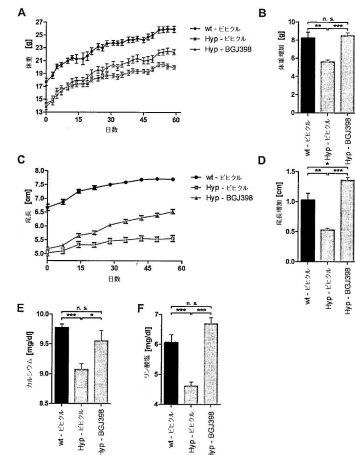 A
体重 [g]
27
25
23
21
19
17
15
13
0 10 20 30 40 50 60
日数
wt - ビヒクル
Hyp - ビヒクル
Hyp - BGJ398
B
n. s.
** ***
体重増加 [g]
10
8
6
4
2
0
wt - ビヒクル
Hyp - ビヒクル
Hyp - BGJ398
C
尾長 [cm]
8.0
7.5
6.5
6.0
5.5
5.0
0 10 20 30 40 50 60
日数
wt - ビヒクル
Hyp - ビヒクル
Hyp - BGJ398
D
*
** ***
尾長増加 [cm]
1.5
1.0
0.5
0.0
wt - ビヒクル
Hyp - ビヒクル
Hyp - BGJ398
E
n. s.
*** *
カルシウム [mg/dl]
10.0
9.5
9.0
8.5
wt - ビヒクル
Hyp - ビヒクル
Hyp - BGJ398
F
n. s.
*** ***
リン酸塩 [mg/dl]
7
6
5
4
wt - ビヒクル
Hyp - ビヒクル
Hyp - BGJ398